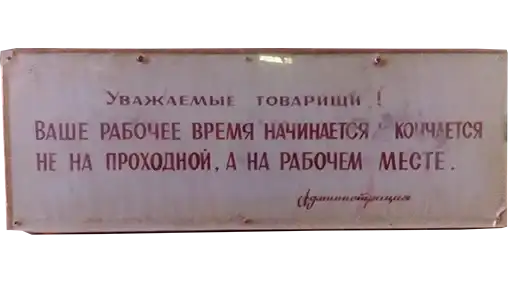 Уважаемые товарищи!
Ваше рабочее время начинается кончается
не на проходной, а на рабочем месте.
Администрация